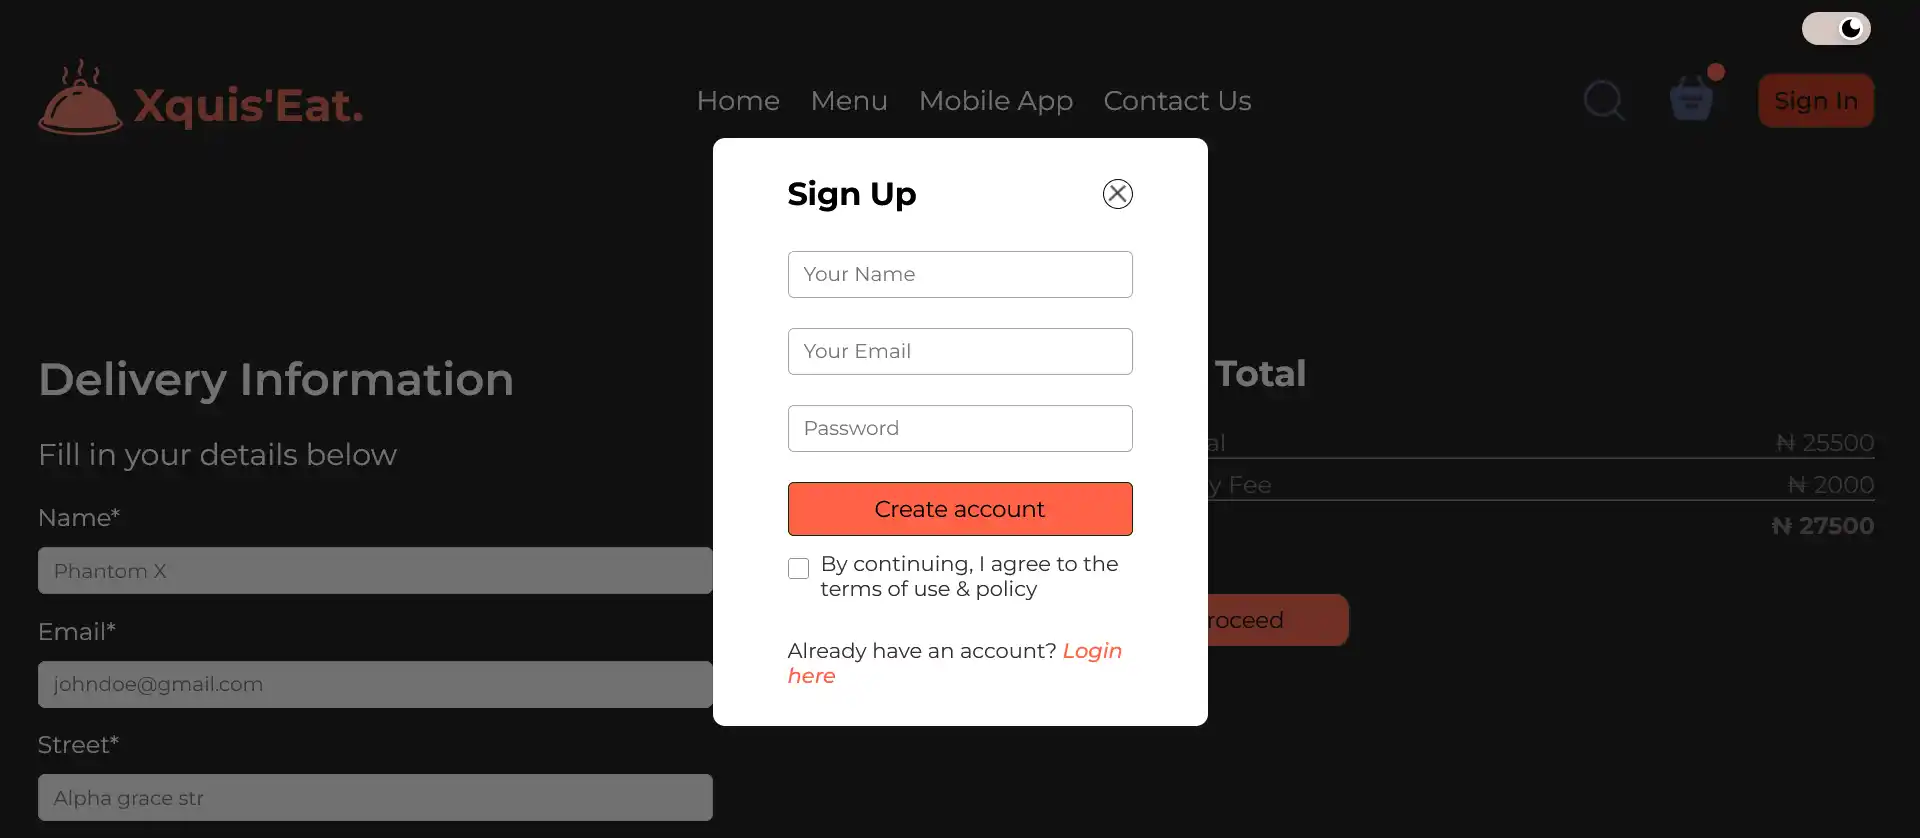 Xquis'Eat.
Home
Menu
Mobile App
Contact Us
Sign In
Sign Up
Your Name
Your Email
Password
Create account
By continuing, I agree to the
terms of use & policy
Already have an account? Login
here
Delivery Information
Fill in your details below
Name*
Phantom X
Email*
johndoe@gmail.com
Street*
Alpha grace str
Total
al
₦ 25500
y Fee
₦ 2000
₦ 27500
roceed